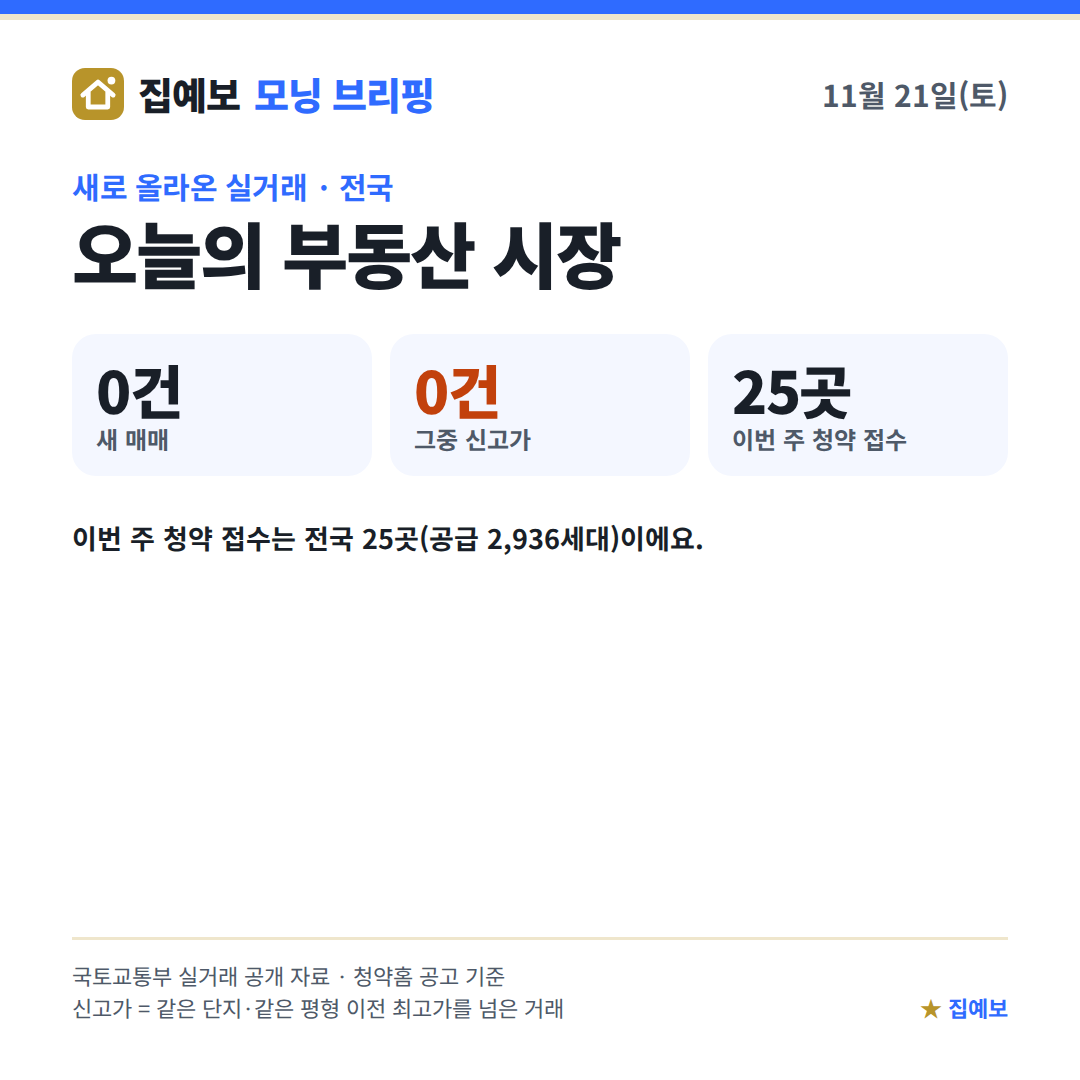 집예보 모닝 브리핑
11월 21일(토)
새로 올라온 실거래 · 전국
오늘의 부동산 시장
0건
새 매매
0건
그중 신고가
25곳
이번 주 청약 접수
이번 주 청약 접수는 전국 25곳(공급 2,936세대)이에요.
국토교통부 실거래 공개 자료 · 청약홈 공고 기준
신고가 = 같은 단지·같은 평형 이전 최고가를 넘은 거래
★ 집예보